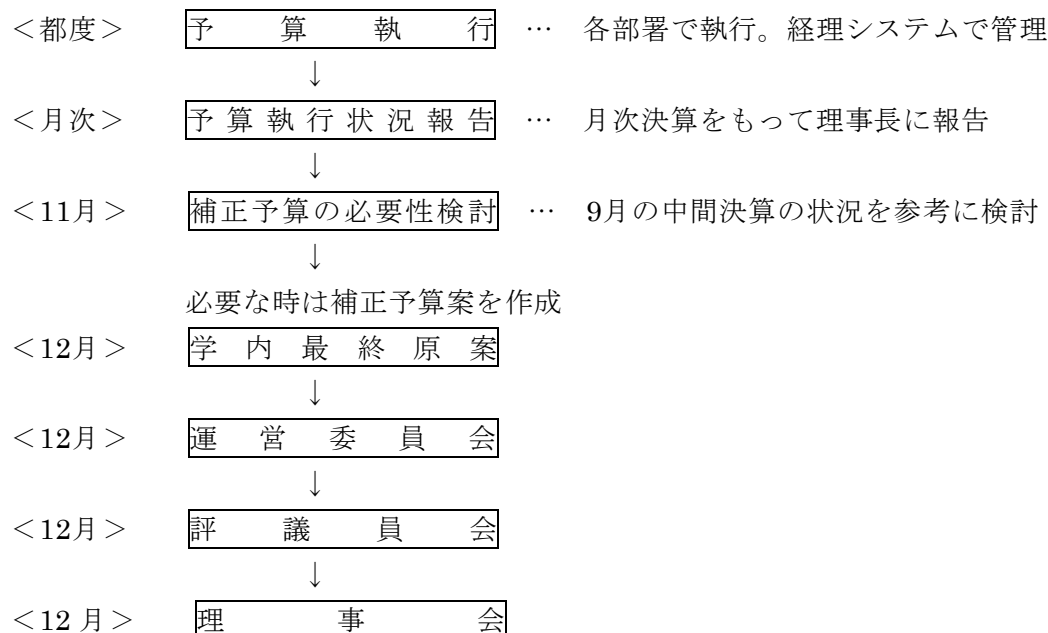 ＜都度＞ 予算執行 … 各部署で執行。経理システムで管理
↓
＜月次＞ 予算執行状況報告 … 月次決算をもって理事長に報告
↓
＜11月＞ 補正予算の必要性検討 … 9月の中間決算の状況を参考に検討
↓
必要な時は補正予算案を作成
＜12月＞ 学内最終原案
↓
＜12月＞ 運営委員会
↓
＜12月＞ 評議員会
↓
＜12月＞ 理事会